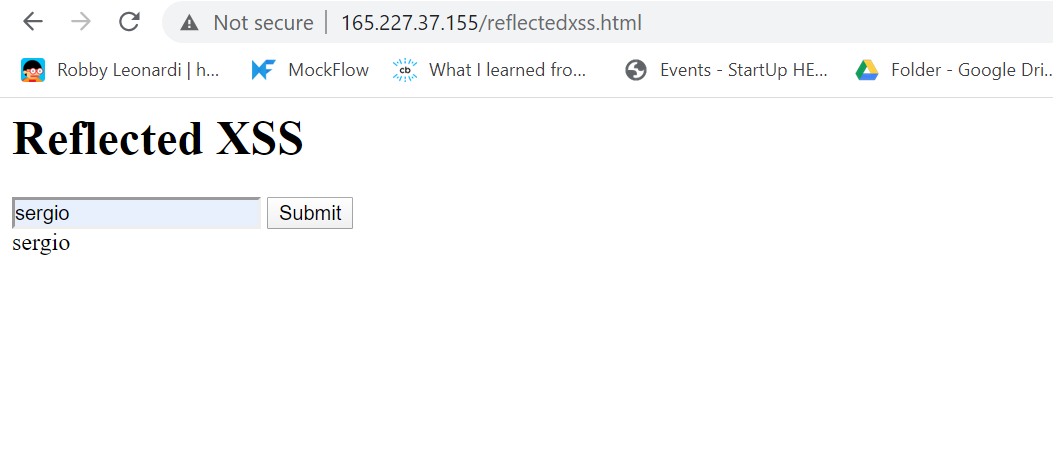 Not secure | 165.227.37.155/reflectedxss.html
Robby Leonardi | h... MockFlow cb What I learned fro... Events - StartUp HE... Folder - Google Dri...
Reflected XSS
sergio Submit
sergio